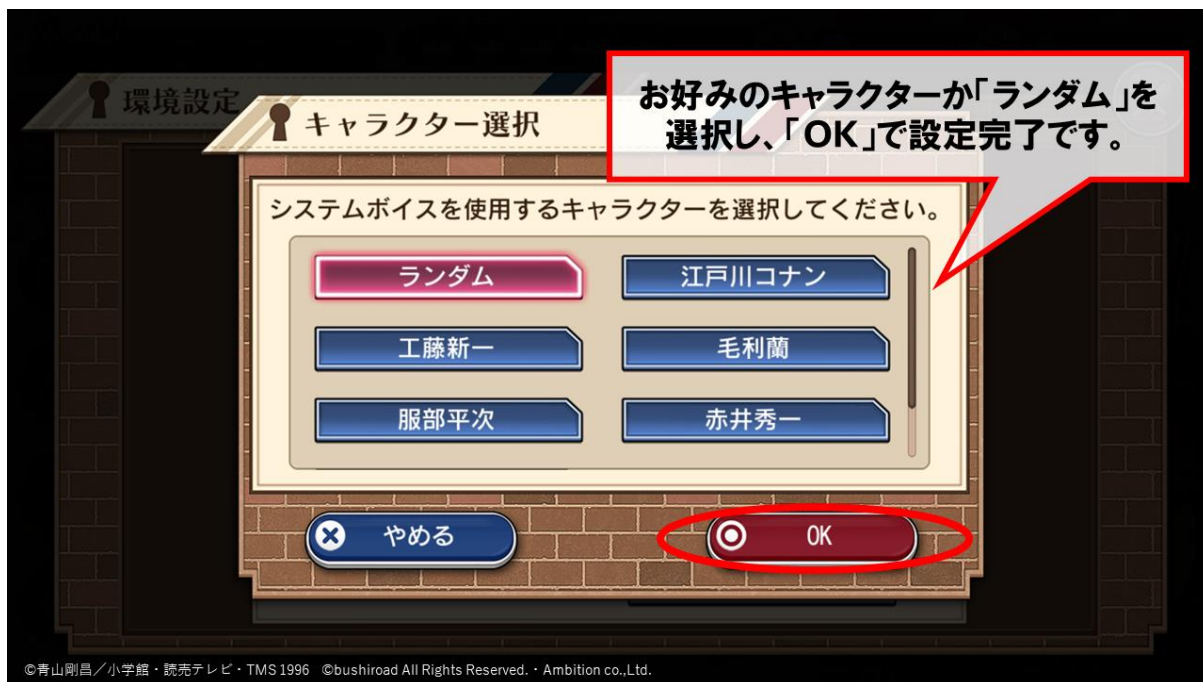 環境設定
キャラクター選択
お好みのキャラクターか「ランダム」を
選択し、「OK」で設定完了です。
システムボイスを使用するキャラクターを選択してください。
ランダム
江戸川コナン
工藤新一
毛利蘭
服部平次
赤井秀一
やめる
OK
©青山剛昌／小学館・読売テレビ・TMS 1996 ©bushiroad All Rights Reserved.・Ambition co.,Ltd.